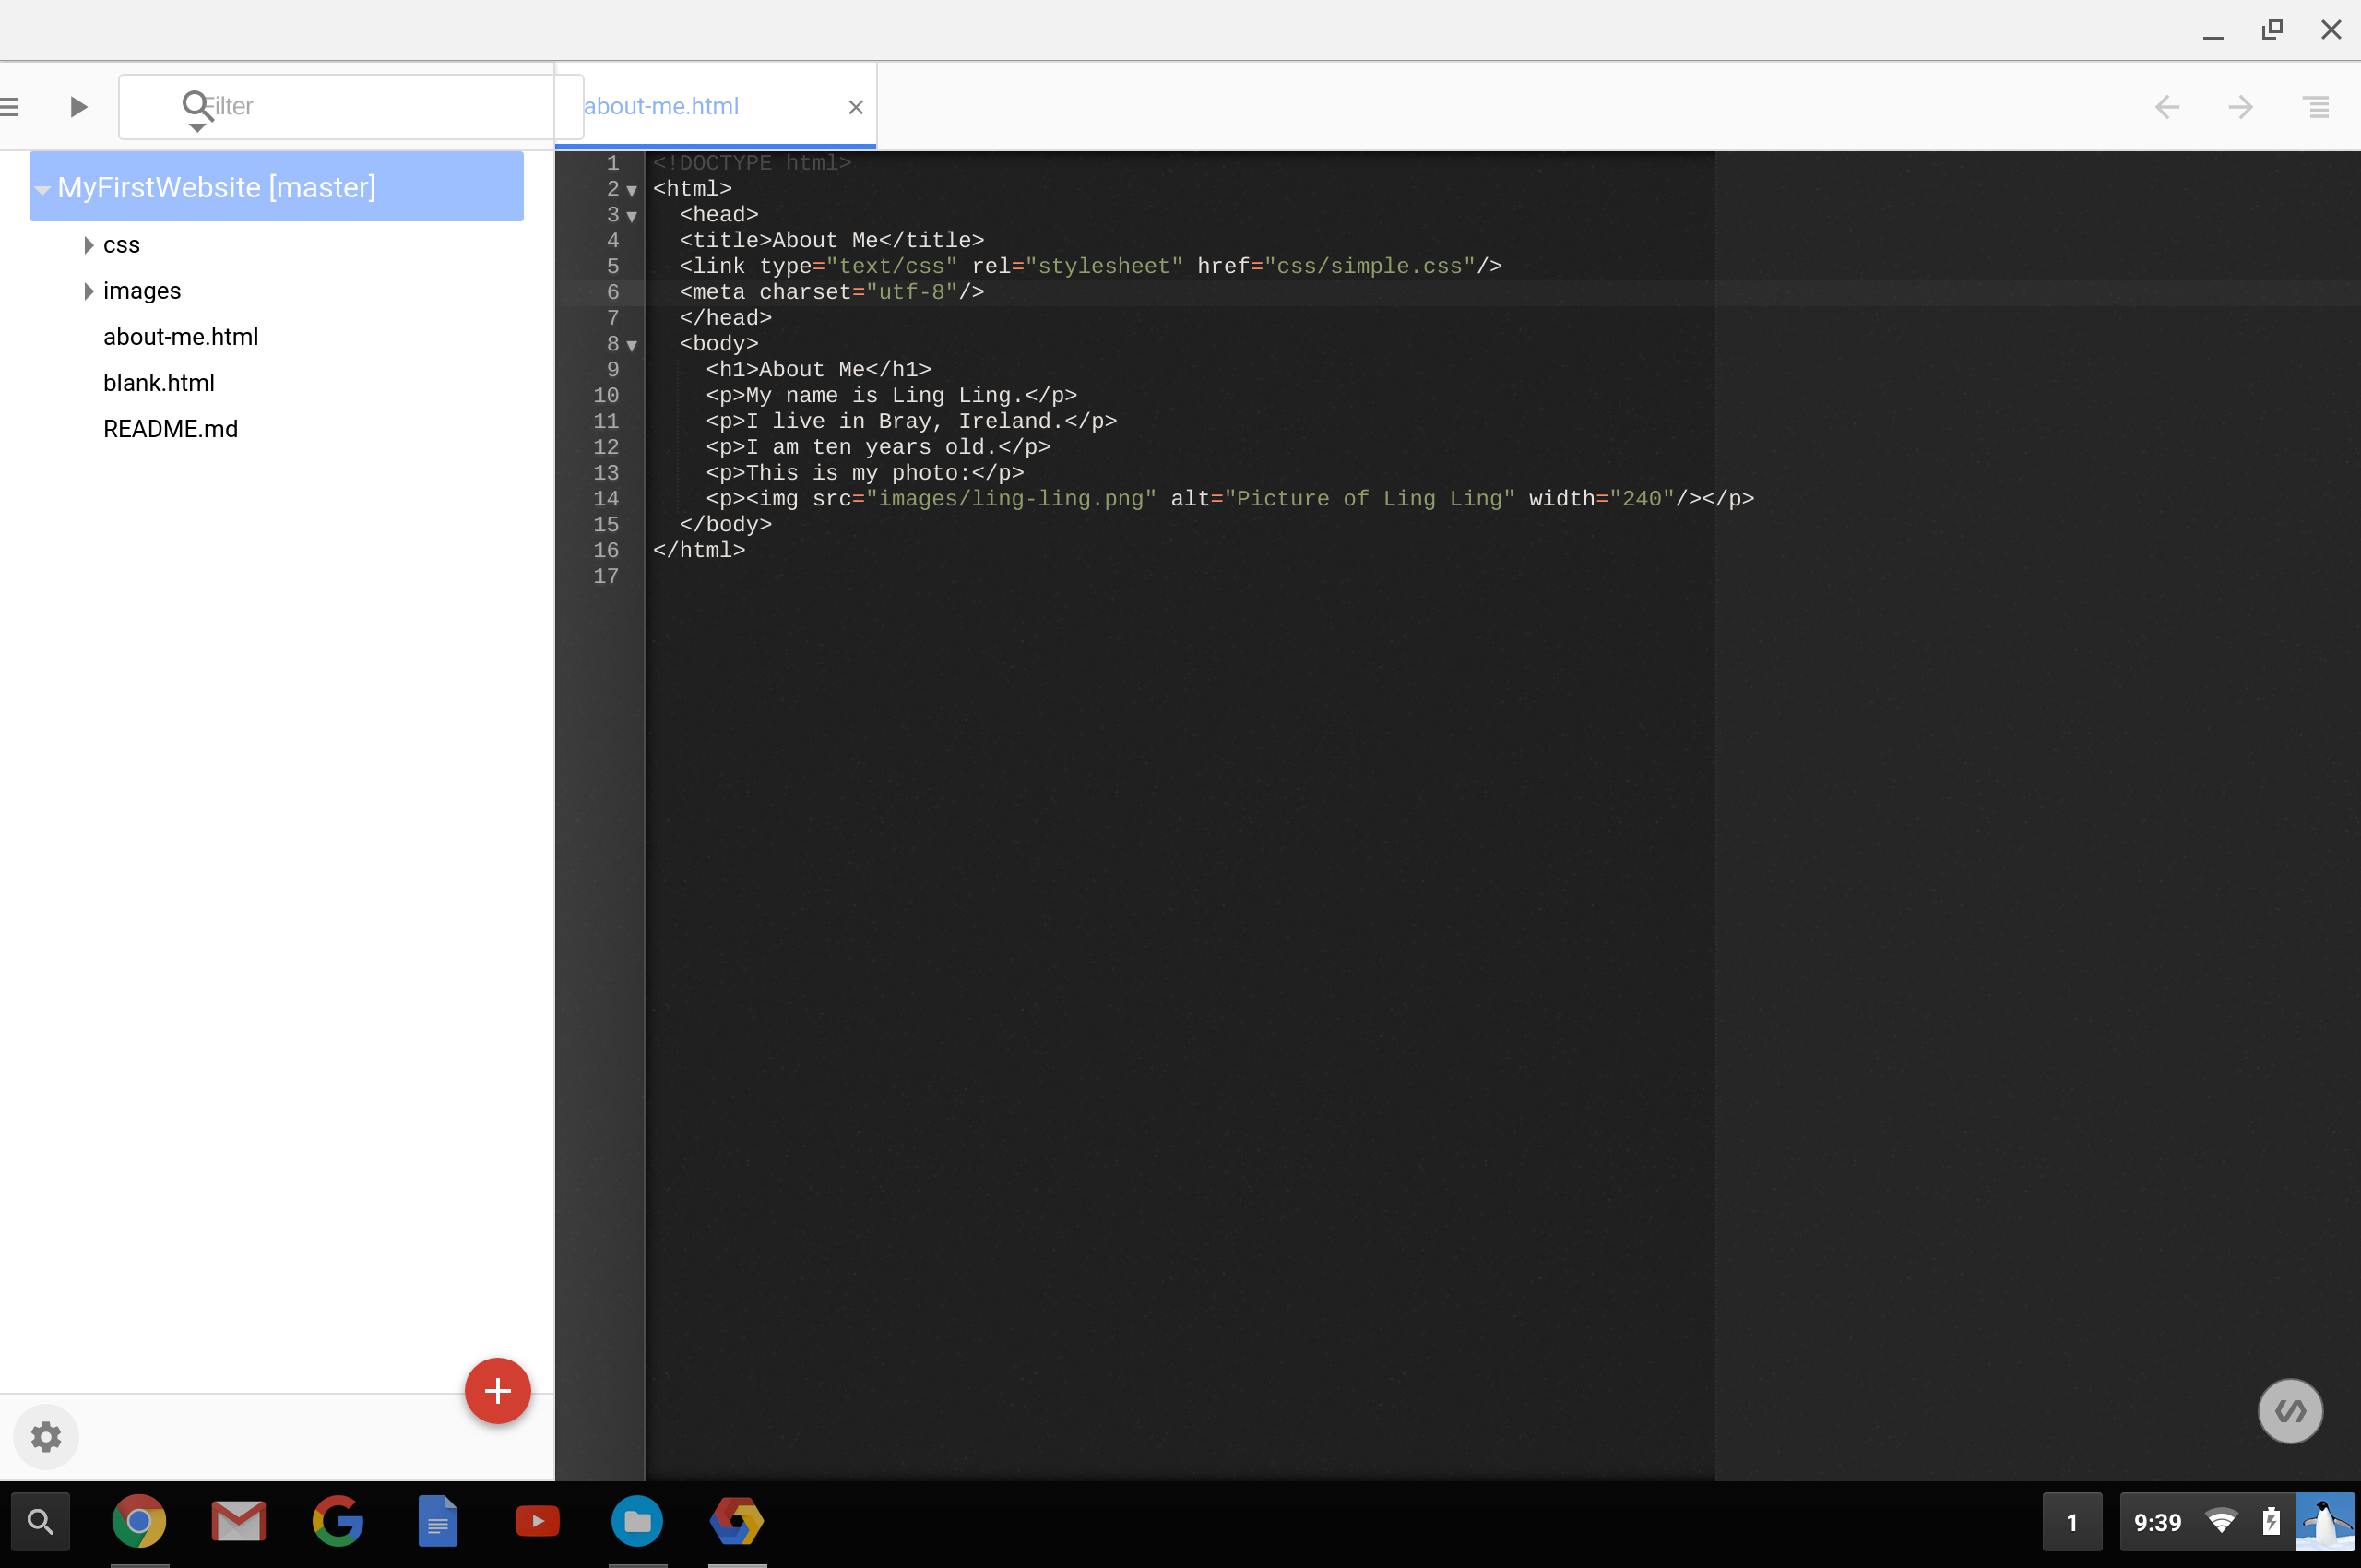 Filter
about-me.html
MyFirstWebsite [master]
css
images
about-me.html
blank.html
README.md
1 <!DOCTYPE html>
2 <html>
3 <head>
4 <title>About Me</title>
5 <link type="text/css" rel="stylesheet" href="css/simple.css"/>
6 <meta charset="utf-8"/>
7 </head>
8 <body>
9 <h1>About Me</h1>
10 <p>My name is Ling Ling.</p>
11 <p>I live in Bray, Ireland.</p>
12 <p>I am ten years old.</p>
13 <p>This is my photo:</p>
14 <p><img src="images/ling-ling.png" alt="Picture of Ling Ling" width="240"/></p>
15 </body>
16 </html>
17
1 9:39